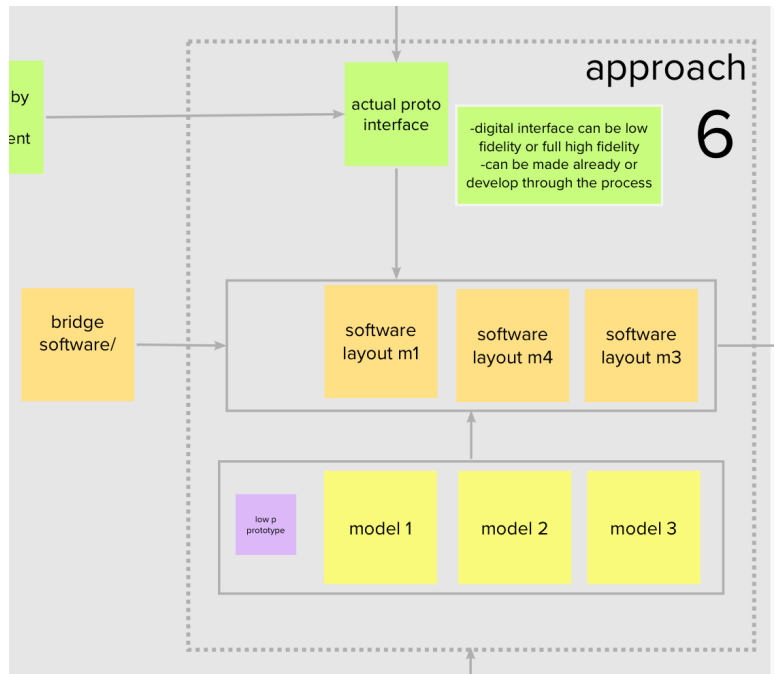 approach
6
by
ent
actual proto
interface
-digital interface can be low
fidelity or full high fidelity
-can be made already or
develop through the process
bridge
software/
software
layout m1
software
layout m4
software
layout m3
low p
prototype
model 1
model 2
model 3